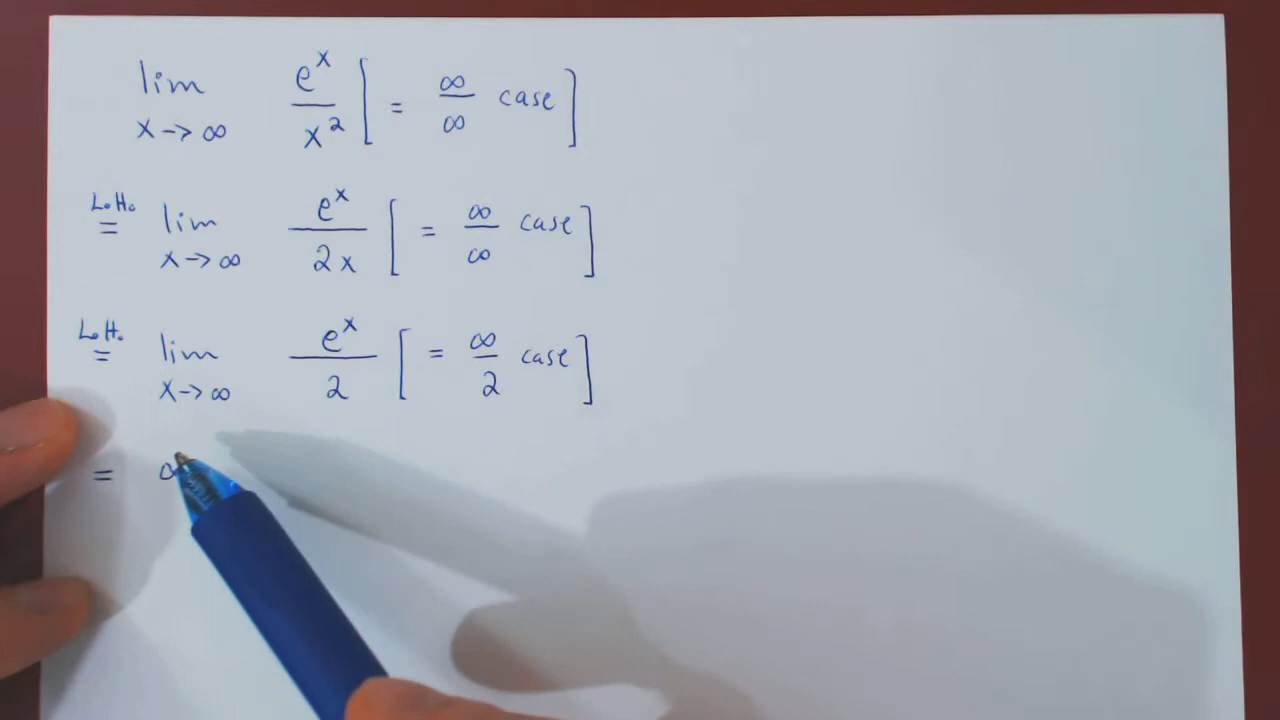 lim x→∞ e^x/x^2 [ = ∞/∞ case ]
L.H. = lim x→∞ e^x/2x [ = ∞/∞ case ]
L.H. = lim x→∞ e^x/2 [ = ∞/2 case ]
= ∞